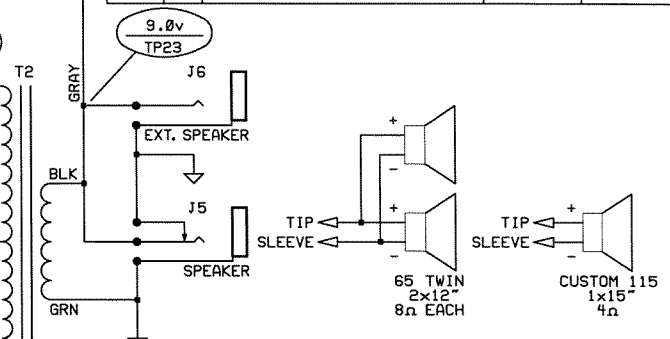 9.0v
TP23
T2
GRAY
J6
EXT. SPEAKER
BLK
J5
SPEAKER
GRN
+
−
+
−
TIP
SLEEVE
65 TWIN
2x12"
8Ω EACH
+
−
TIP
SLEEVE
CUSTOM 115
1x15"
4Ω